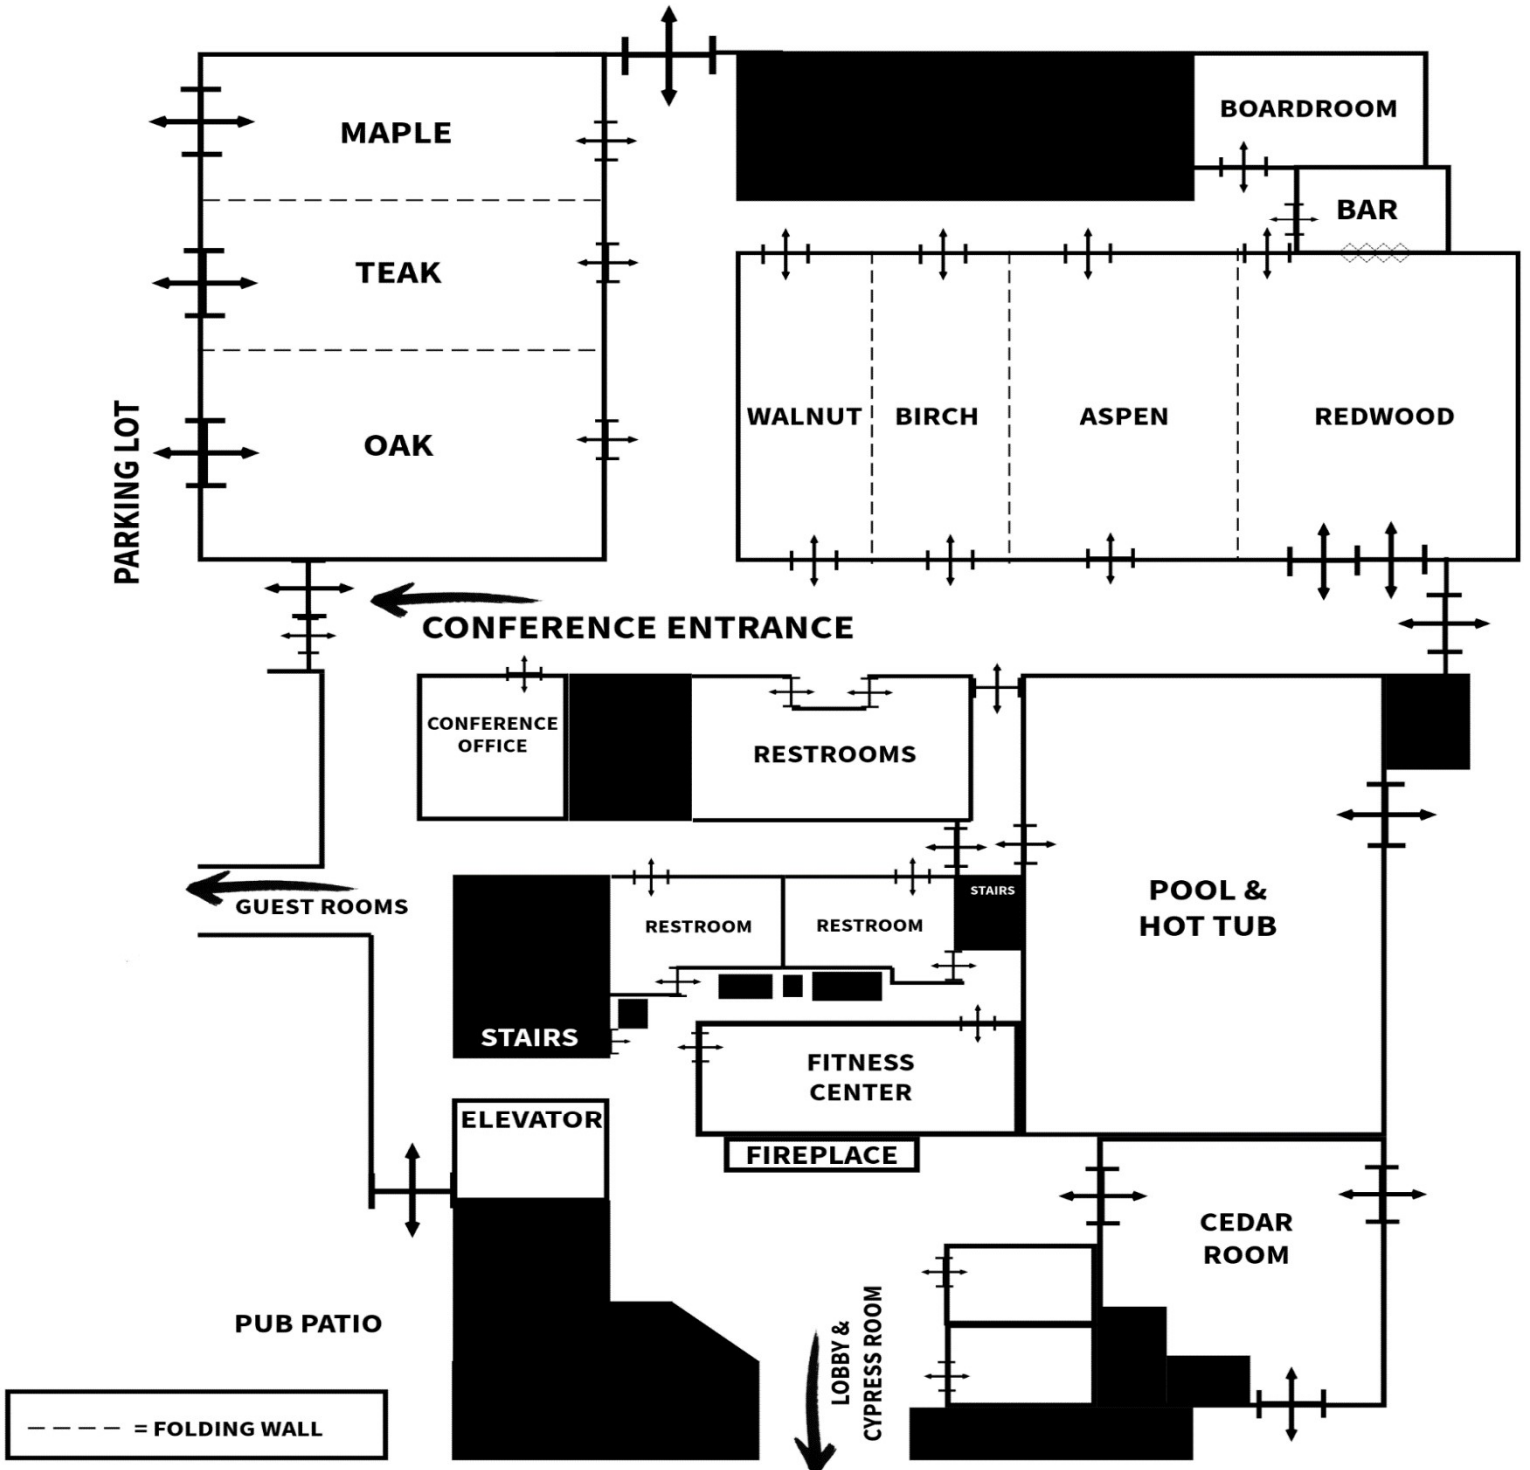 BOARDROOM
MAPLE
BAR
TEAK
WALNUT
BIRCH
ASPEN
REDWOOD
OAK
PARKING LOT
CONFERENCE ENTRANCE
CONFERENCE
OFFICE
RESTROOMS
POOL &
HOT TUB
STAIRS
GUEST ROOMS
RESTROOM
RESTROOM
STAIRS
FITNESS
CENTER
ELEVATOR
FIREPLACE
CEDAR
ROOM
PUB PATIO
LOBBY &
CYPRESS ROOM
= FOLDING WALL